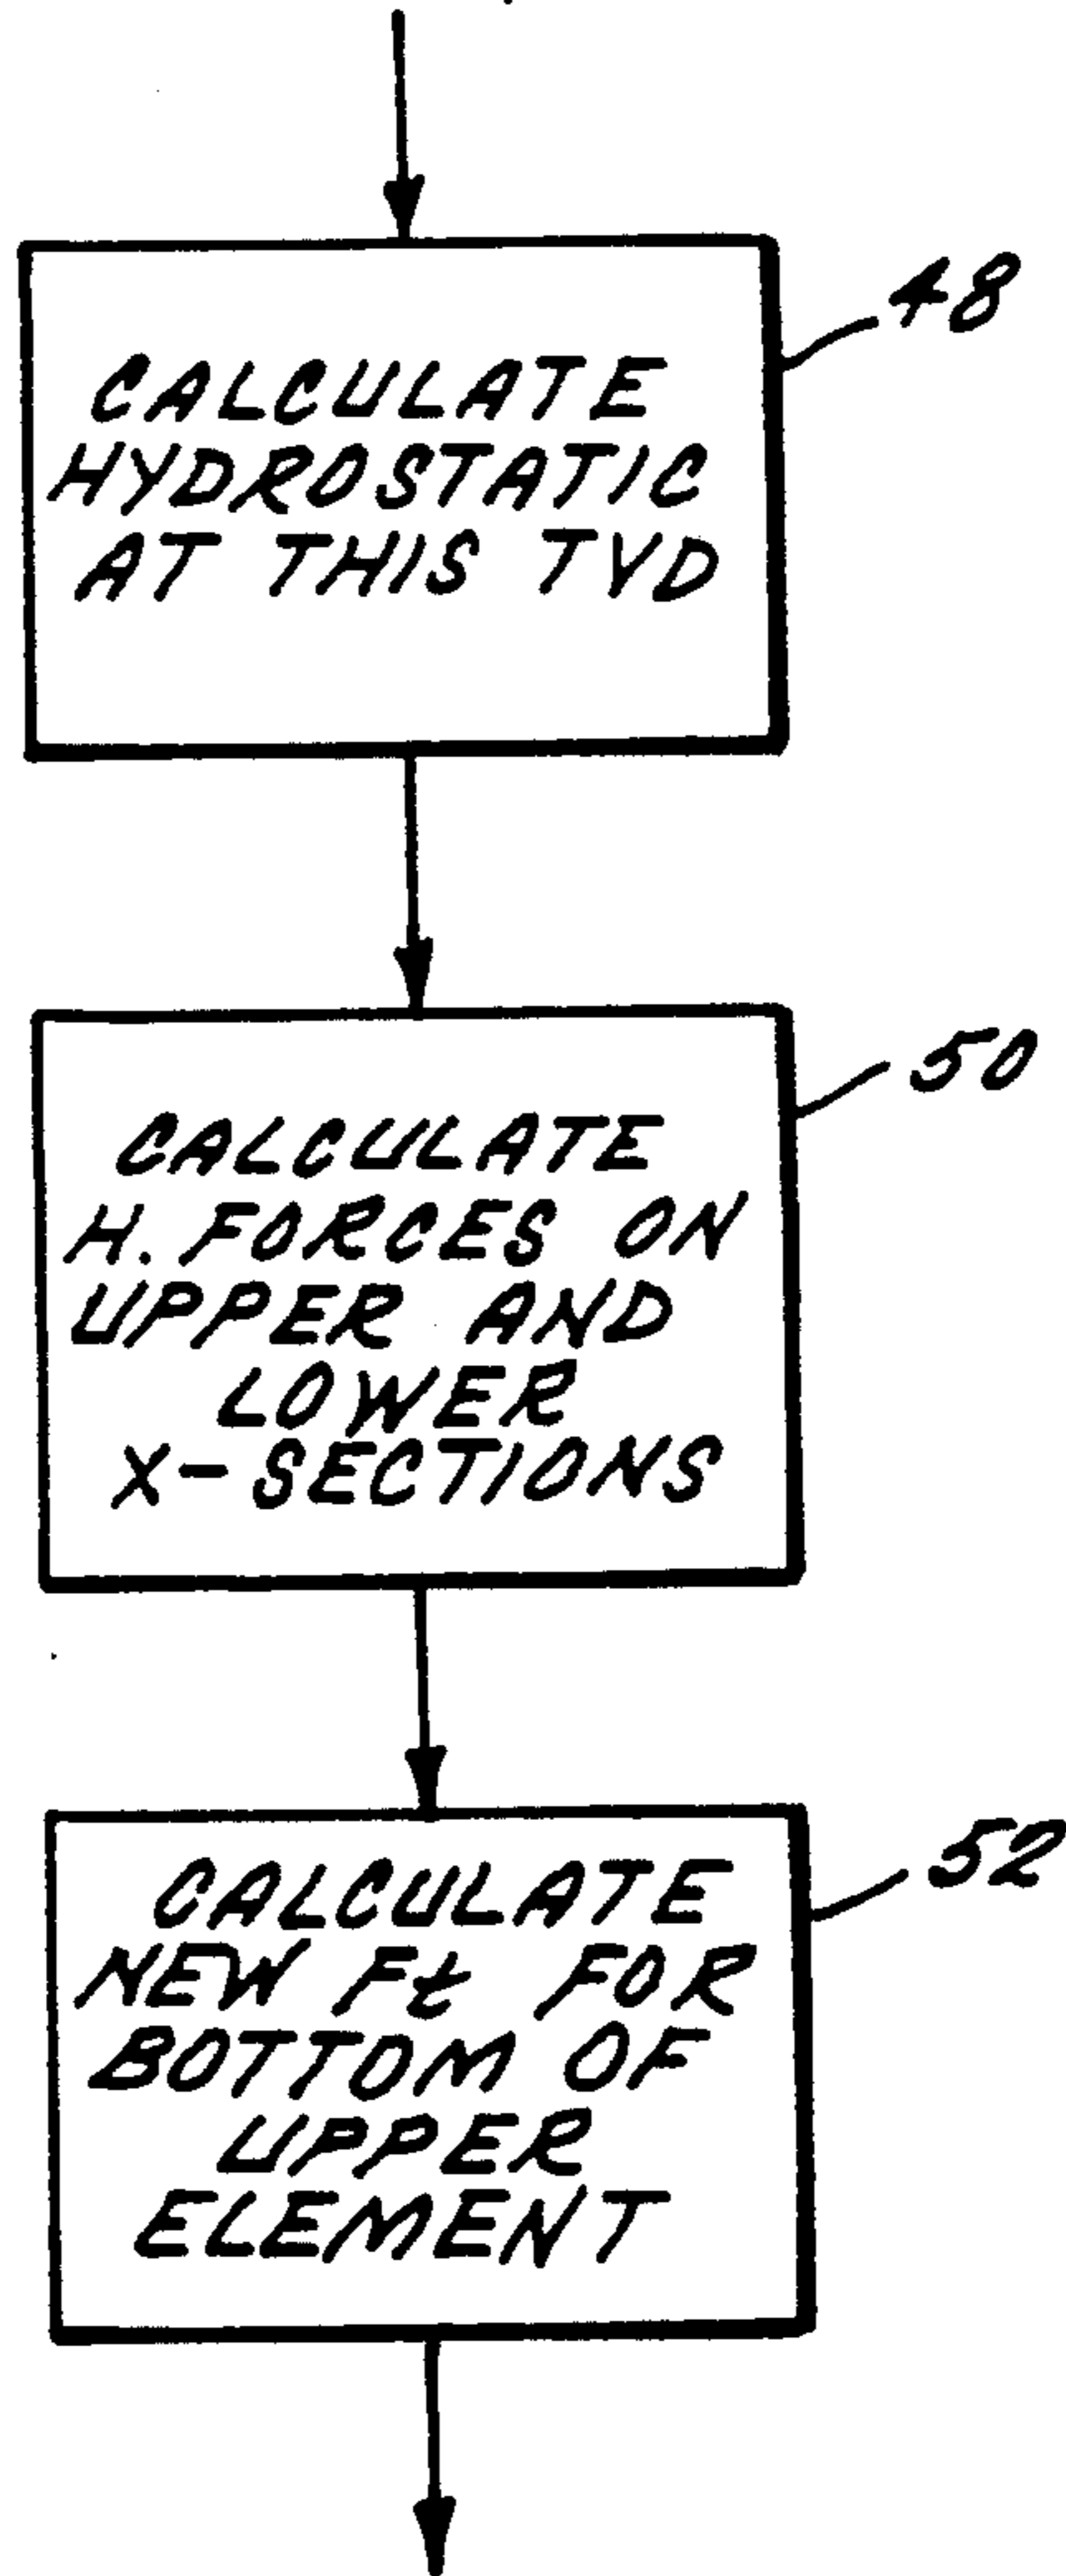 48
CALCULATE
HYDROSTATIC
AT THIS TVD
50
CALCULATE
H. FORCES ON
UPPER AND
LOWER
X-SECTIONS
52
CALCULATE
NEW Ft FOR
BOTTOM OF
UPPER
ELEMENT